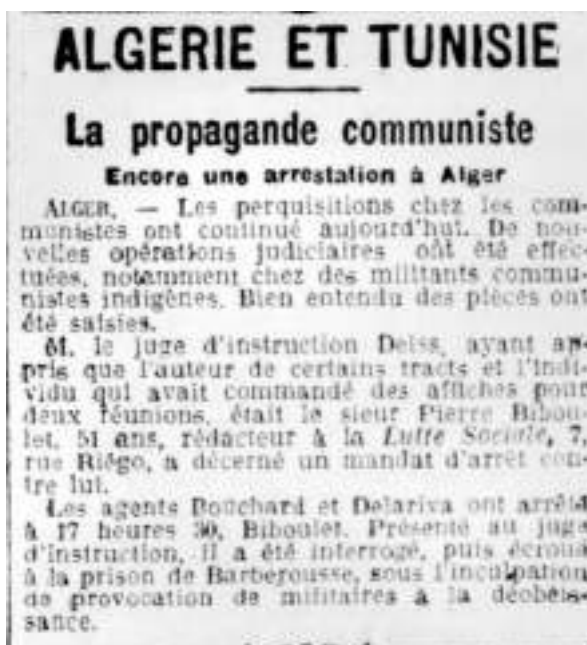 ALGERIE ET TUNISIE
La propagande communiste
Encore une arrestation à Alger
ALGER, — Les perquisitions chez les com-
munistes ont continué aujourd'hui. De nou-
velles opérations judiciaires ont été effec-
tuées, notamment chez des militants commu-
nistes indigènes. Bien entendu des pièces ont
été saisies.
M. le juge d'instruction Deiss, ayant ap-
pris que l'auteur de certains tracts et l'indi-
vidu qui avait commandé des affiches pour
deux réunions, était le sieur Pierre Bibou-
let, 51 ans, rédacteur à la Lutte Sociale, 7,
rue Riégo, a décerné un mandat d'arrêt con-
tre lui.
Les agents Bouchard et Delariva ont arrêté
à 17 heures 30, Biboulet. Présenté au juge
d'instruction, il a été interrogé, puis écroué
à la prison de Barberousse, sous l'inculpation
de provocation de militaires à la déobéis-
sance.